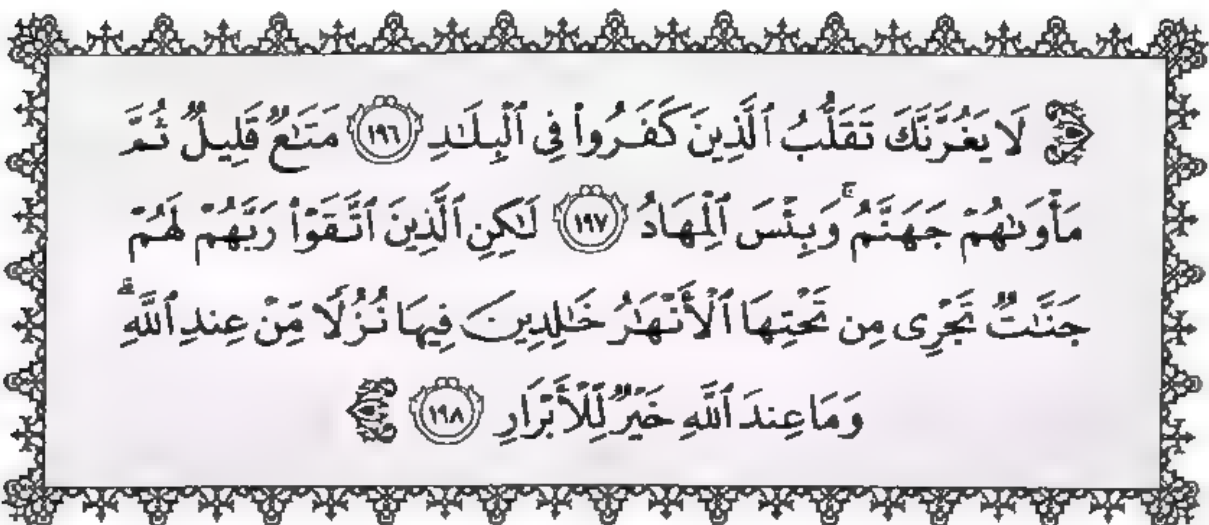 لَا يَغُرَّنَّكَ تَقَلُّبُ ٱلَّذِينَ كَفَرُوا۟ فِى ٱلْبِلَـٰدِ ١٩٦ مَتَـٰعٌ قَلِيلٌ ثُمَّ
مَأْوَىٰهُمْ جَهَنَّمُ ۚ وَبِئْسَ ٱلْمِهَادُ ١٩٧ لَـٰكِنِ ٱلَّذِينَ ٱتَّقَوْا۟ رَبَّهُمْ لَهُمْ
جَنَّـٰتٌ تَجْرِى مِن تَحْتِهَا ٱلْأَنْهَـٰرُ خَـٰلِدِينَ فِيهَا نُزُلًا مِّنْ عِندِ ٱللَّهِ ۗ
وَمَا عِندَ ٱللَّهِ خَيْرٌ لِّلْأَبْرَارِ ١٩٨